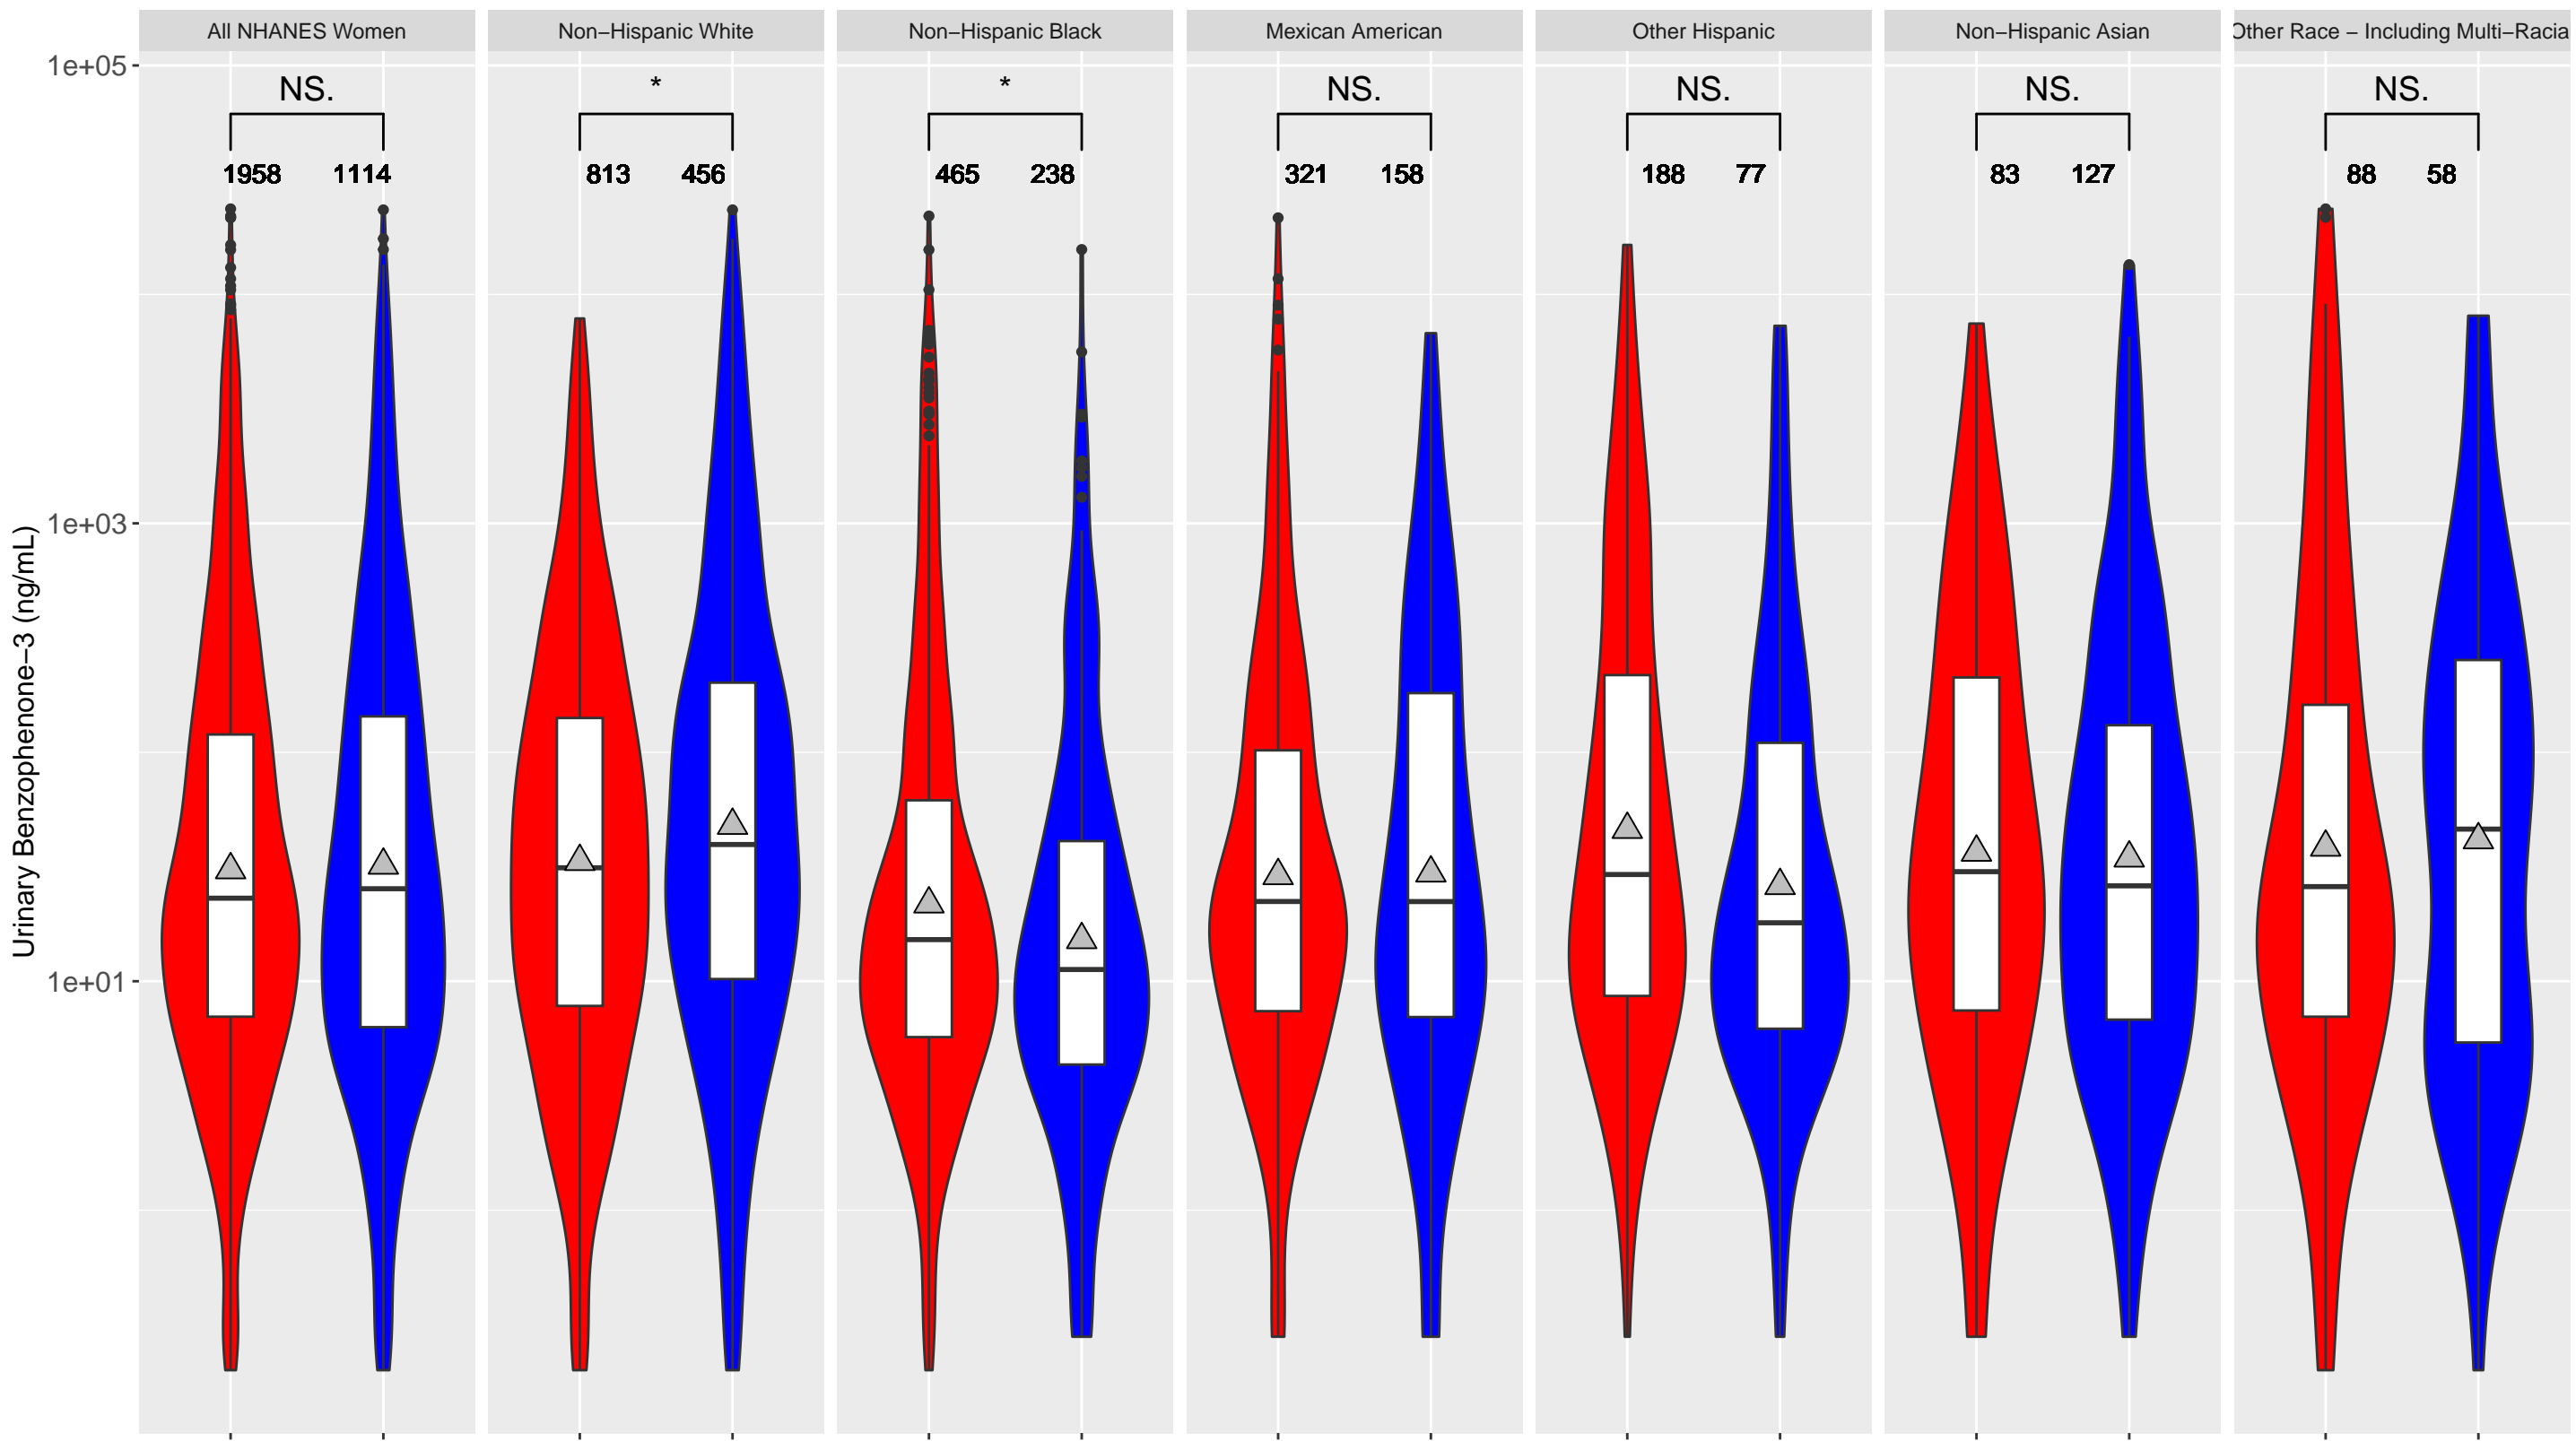 All NHANES Women
Non−Hispanic White
Non−Hispanic Black
Mexican American
Other Hispanic
Non−Hispanic Asian
Other Race − Including Multi−Racia
1e+05
NS.
*
*
NS.
NS.
NS.
NS.
1958 1114
813 456
465 238
321 158
188 77
83 127
88 58
1e+03
1e+01
Urinary Benzophenone−3 (ng/mL)